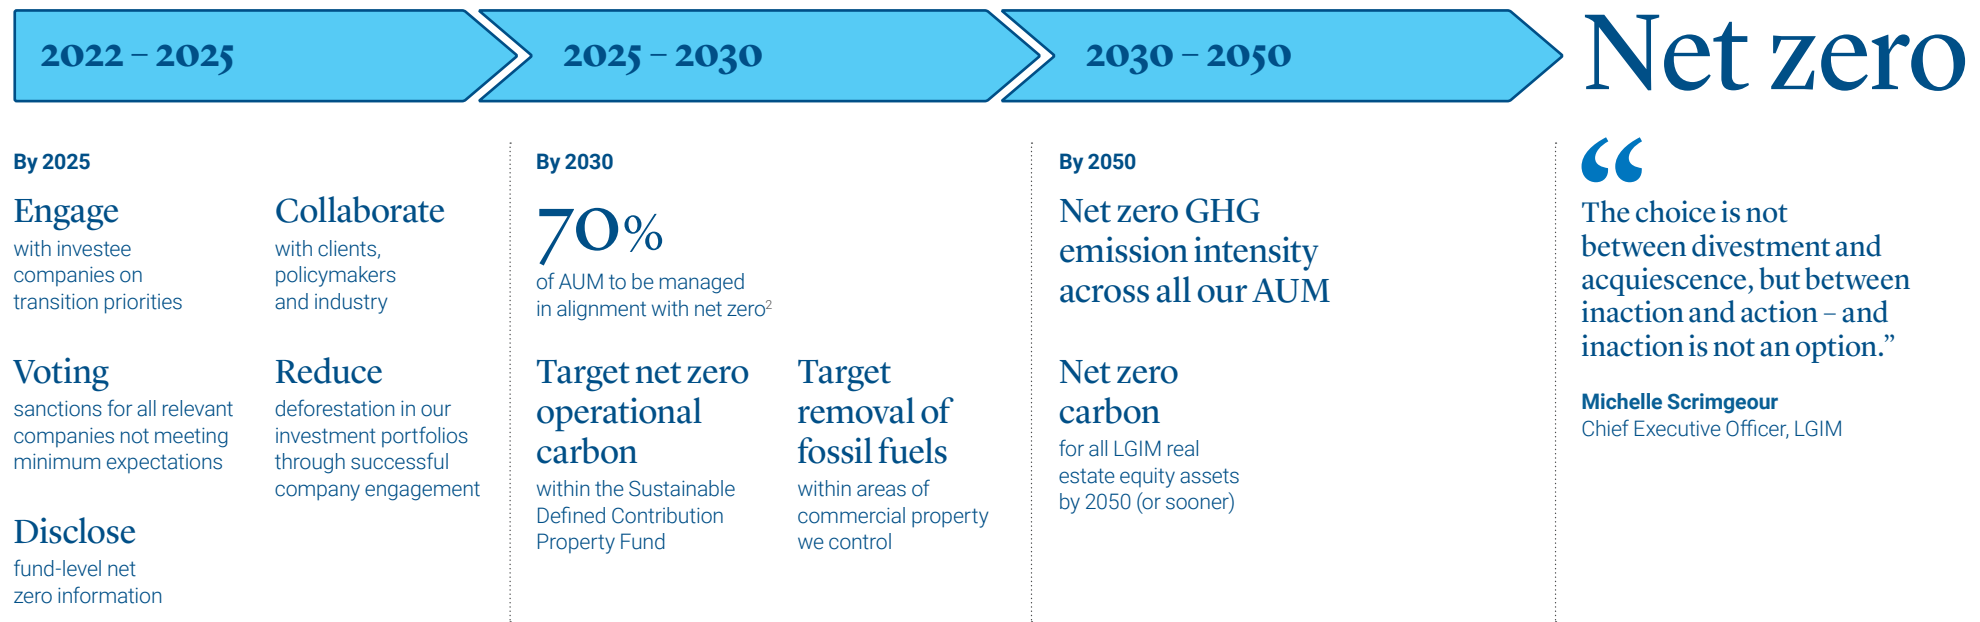 2022 – 2025
2025 – 2030
2030 – 2050
Net zero
By 2025
Engage
with investee
companies on
transition priorities
Collaborate
with clients,
policymakers
and industry
Voting
sanctions for all relevant
companies not meeting
minimum expectations
Reduce
deforestation in our
investment portfolios
through successful
company engagement
Disclose
fund-level net
zero information
By 2030
70%
of AUM to be managed
in alignment with net zero²
Target net zero
operational
carbon
within the Sustainable
Defined Contribution
Property Fund
Target
removal of
fossil fuels
within areas of
commercial property
we control
By 2050
Net zero GHG
emission intensity
across all our AUM
Net zero
carbon
for all LGIM real
estate equity assets
by 2050 (or sooner)
“
The choice is not
between divestment and
acquiescence, but between
inaction and action – and
inaction is not an option.”
Michelle Scrimgeour
Chief Executive Officer, LGIM